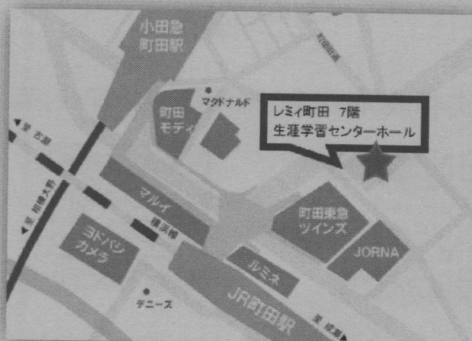 小田急
町田駅
マクドナルド
町田
モディ
レミィ町田 7階
生涯学習センターホール
至 古淵
至 相模大野
マルイ
横浜線
ヨドバシ
カメラ
デニーズ
町田東急
ツインズ
JORNA
ルミネ
JR町田駅
至 成瀬